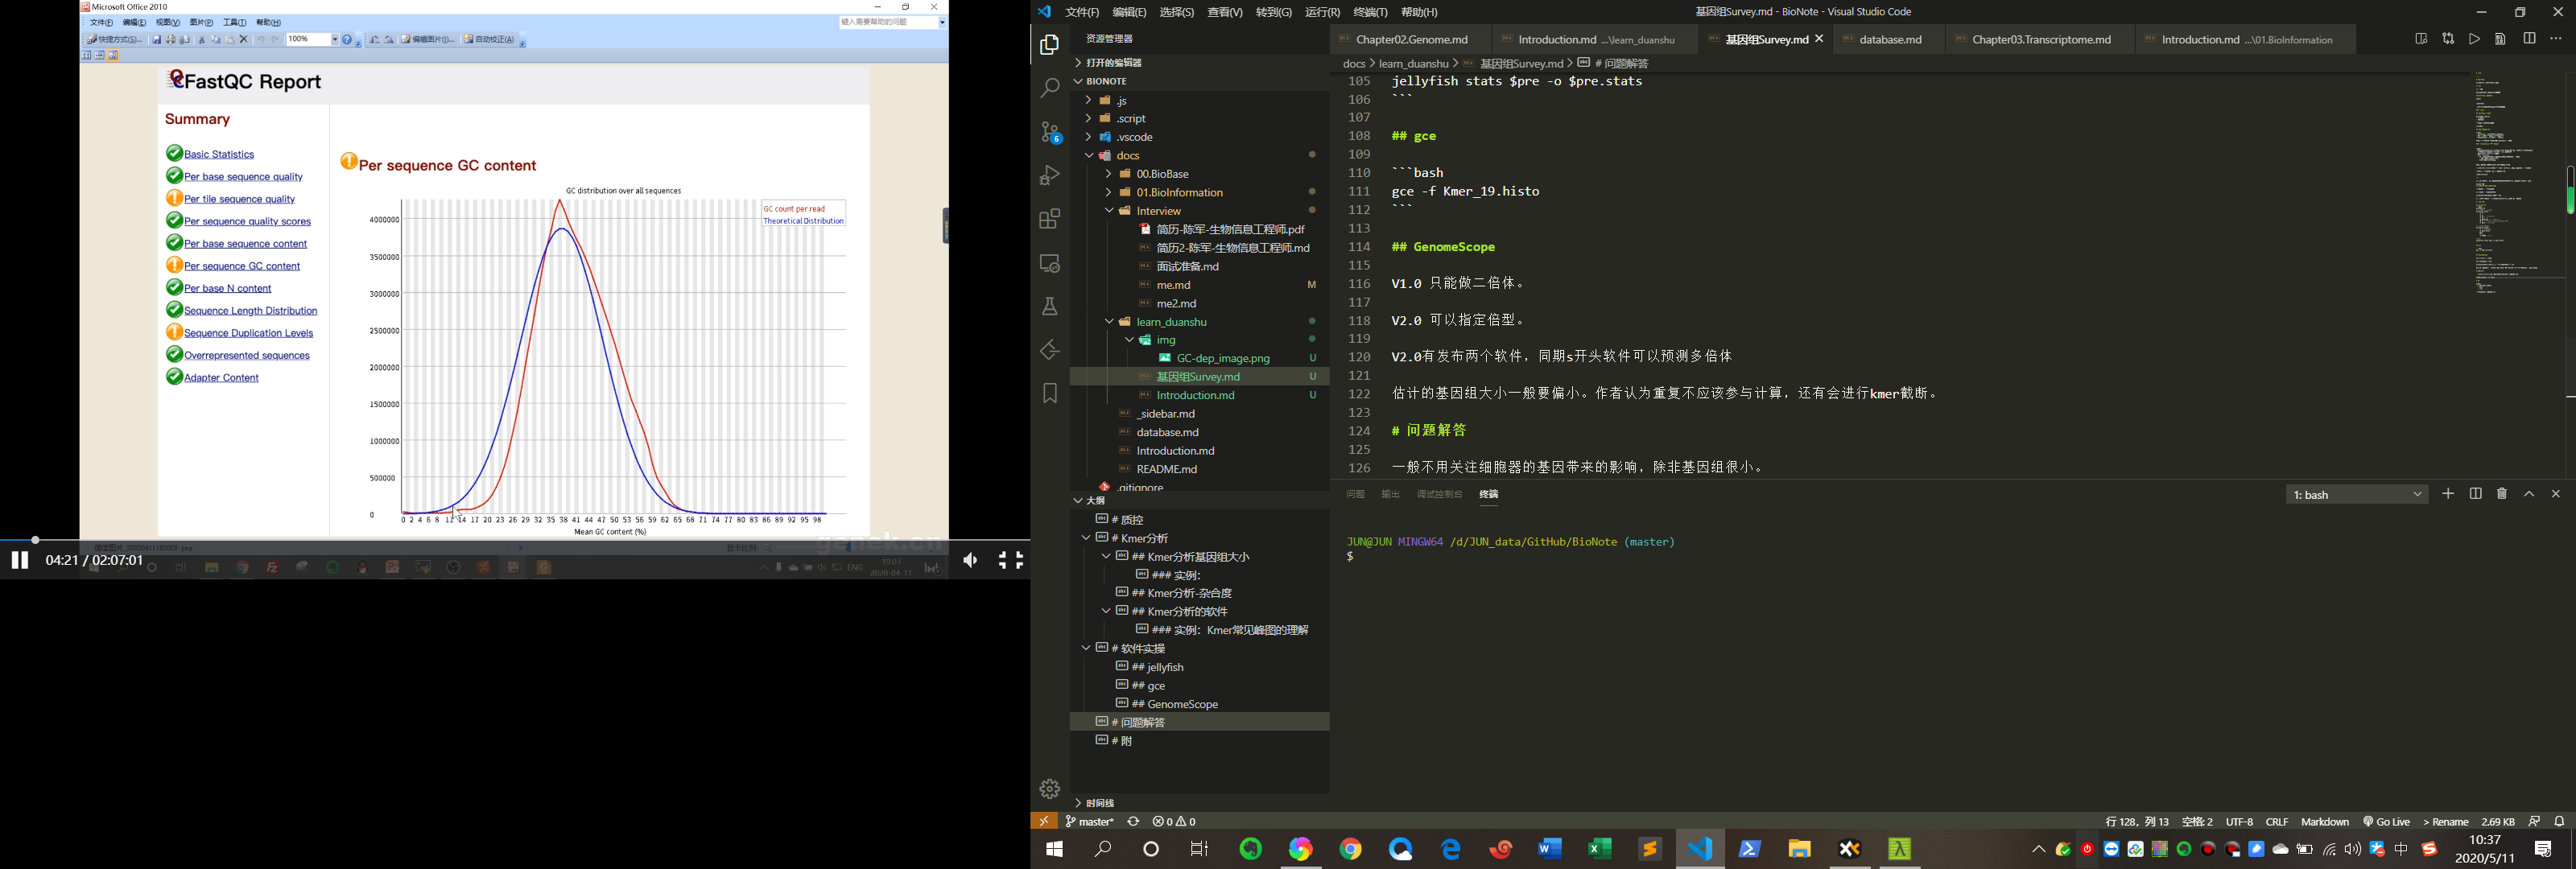 Microsoft Office 2010
文件(F) 编辑(E) 视图(V) 图片(P) 工具(T) 帮助(H)
键入需要帮助的问题
快捷方式(S)...
100%
编辑图片(I)...
自动校正(A)
FastQC Report
Summary
Basic Statistics
Per base sequence quality
Per tile sequence quality
Per sequence quality scores
Per base sequence content
Per sequence GC content
Per base N content
Sequence Length Distribution
Sequence Duplication Levels
Overrepresented sequences
Adapter Content
Per sequence GC content
GC distribution over all sequences
GC count per read
Theoretical Distribution
4000000
3500000
3000000
2500000
2000000
1500000
1000000
500000
0
0 2 4 6 8 11 14 17 20 23 26 29 32 35 38 41 44 47 50 53 56 59 62 65 68 71 74 77 80 83 86 89 92 95 98
Mean GC content (%)
genek.cn
显示比例
04:21 / 02:07:01
ENG
19:03
2020-04-11
文件(F) 编辑(E) 选择(S) 查看(V) 转到(G) 运行(R) 终端(T) 帮助(H)
基因组Survey.md - BioNote - Visual Studio Code
资源管理器
打开的编辑器
BIONOTE
.js
.script
.vscode
docs
00.BioBase
01.BioInformation
Interview
简历-陈军-生物信息工程师.pdf
简历2-陈军-生物信息工程师.md
面试准备.md
me.md M
me2.md
learn_duanshu
img
GC-dep_image.png U
基因组Survey.md U
Introduction.md U
_sidebar.md
database.md
Introduction.md
README.md
.gitignore
大纲
# 质控
# Kmer分析
## Kmer分析基因组大小
### 实例：
## Kmer分析-杂合度
## Kmer分析的软件
### 实例：Kmer常见峰图的理解
# 软件实操
## jellyfish
## gce
## GenomeScope
# 问题解答
# 附
时间线
Chapter02.Genome.md
Introduction.md ...\learn_duanshu
基因组Survey.md
database.md
Chapter03.Transcriptome.md
Introduction.md ...\01.BioInformation
docs > learn_duanshu > 基因组Survey.md > # 问题解答
105 jellyfish stats $pre -o $pre.stats
106 ```
107
108 ## gce
109
110 ```bash
111 gce -f Kmer_19.histo
112 ```
113
114 ## GenomeScope
115
116 V1.0 只能做二倍体。
117
118 V2.0 可以指定倍型。
119
120 V2.0有发布两个软件，同期s开头软件可以预测多倍体
121
122 估计的基因组大小一般要偏小。作者认为重复不应该参与计算，还有会进行kmer截断。
123
124 # 问题解答
125
126 一般不用关注细胞器的基因带来的影响，除非基因组很小。
问题 输出 调试控制台 终端
1: bash
JUN@JUN MINGW64 /d/JUN_data/GitHub/BioNote (master)
$
6
master* 0 0
行 128，列 13 空格: 2 UTF-8 CRLF Markdown Go Live > Rename 2.69 KB
中
10:37
2020/5/11